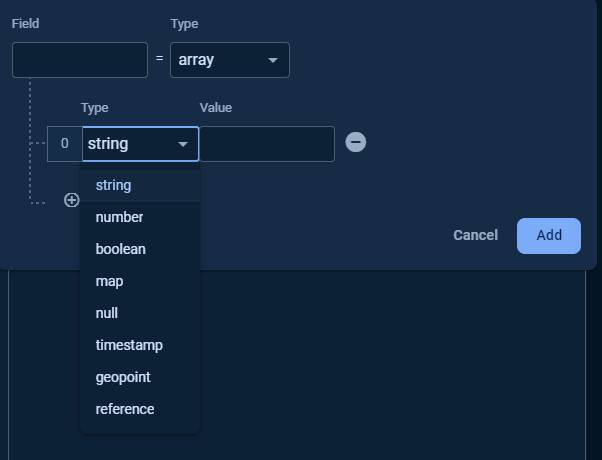 Field Type
= array
Type Value
0 string
string
number
boolean
map
null
timestamp
geopoint
reference
Cancel Add